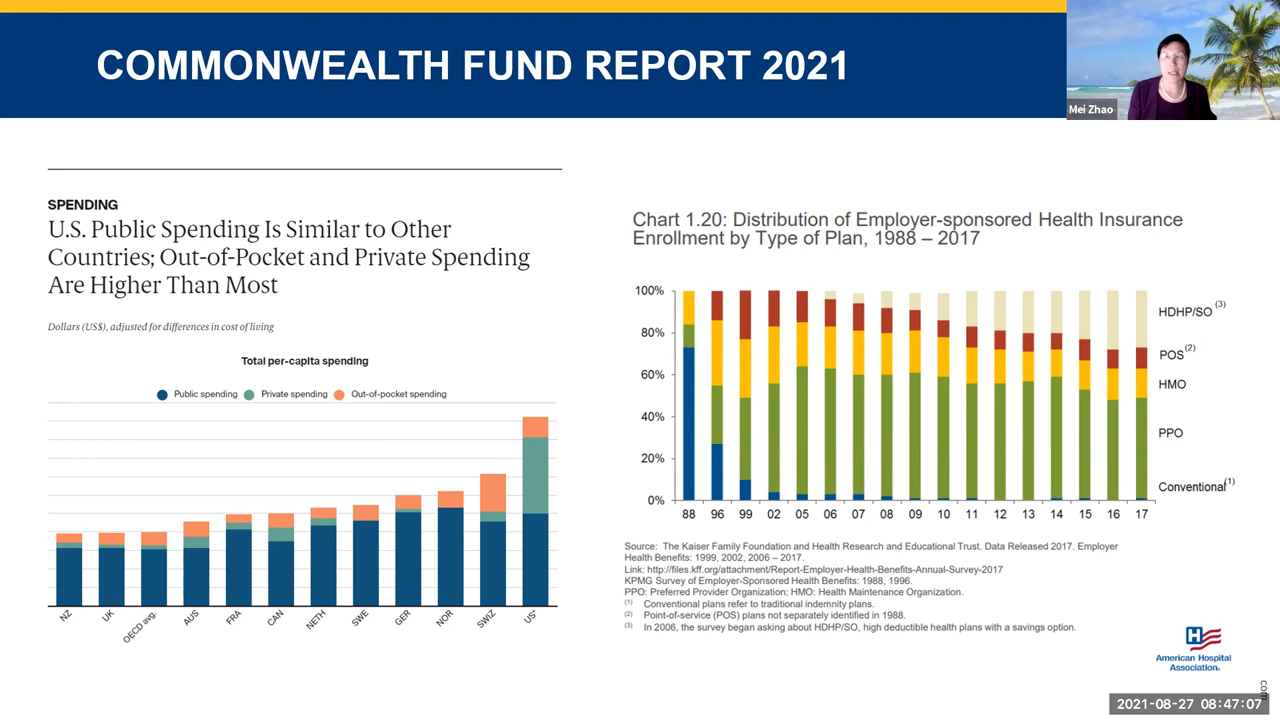 COMMONWEALTH FUND REPORT 2021
Mei Zhao
SPENDING
U.S. Public Spending Is Similar to Other
Countries; Out-of-Pocket and Private Spending
Are Higher Than Most
Dollars (US$), adjusted for differences in cost of living
Total per-capita spending
Public spending Private spending Out-of-pocket spending
NZ UK OECD avg. AUS FRA CAN NETH SWE GER NOR SWIZ US*
Chart 1.20: Distribution of Employer-sponsored Health Insurance
Enrollment by Type of Plan, 1988 – 2017
100%
80%
60%
40%
20%
0%
HDHP/SO (3)
POS(2)
HMO
PPO
Conventional(1)
88 96 99 02 05 06 07 08 09 10 11 12 13 14 15 16 17
Source: The Kaiser Family Foundation and Health Research and Educational Trust. Data Released 2017. Employer
Health Benefits: 1999, 2002, 2006 – 2017.
Link: http://files.kff.org/attachment/Report-Employer-Health-Benefits-Annual-Survey-2017
KPMG Survey of Employer-Sponsored Health Benefits: 1988, 1996.
PPO: Preferred Provider Organization; HMO: Health Maintenance Organization.
(1) Conventional plans refer to traditional indemnity plans.
(2) Point-of-service (POS) plans not separately identified in 1988.
(3) In 2006, the survey began asking about HDHP/SO, high deductible health plans with a savings option.
H
American Hospital
Association.
2021-08-27 08:47:07